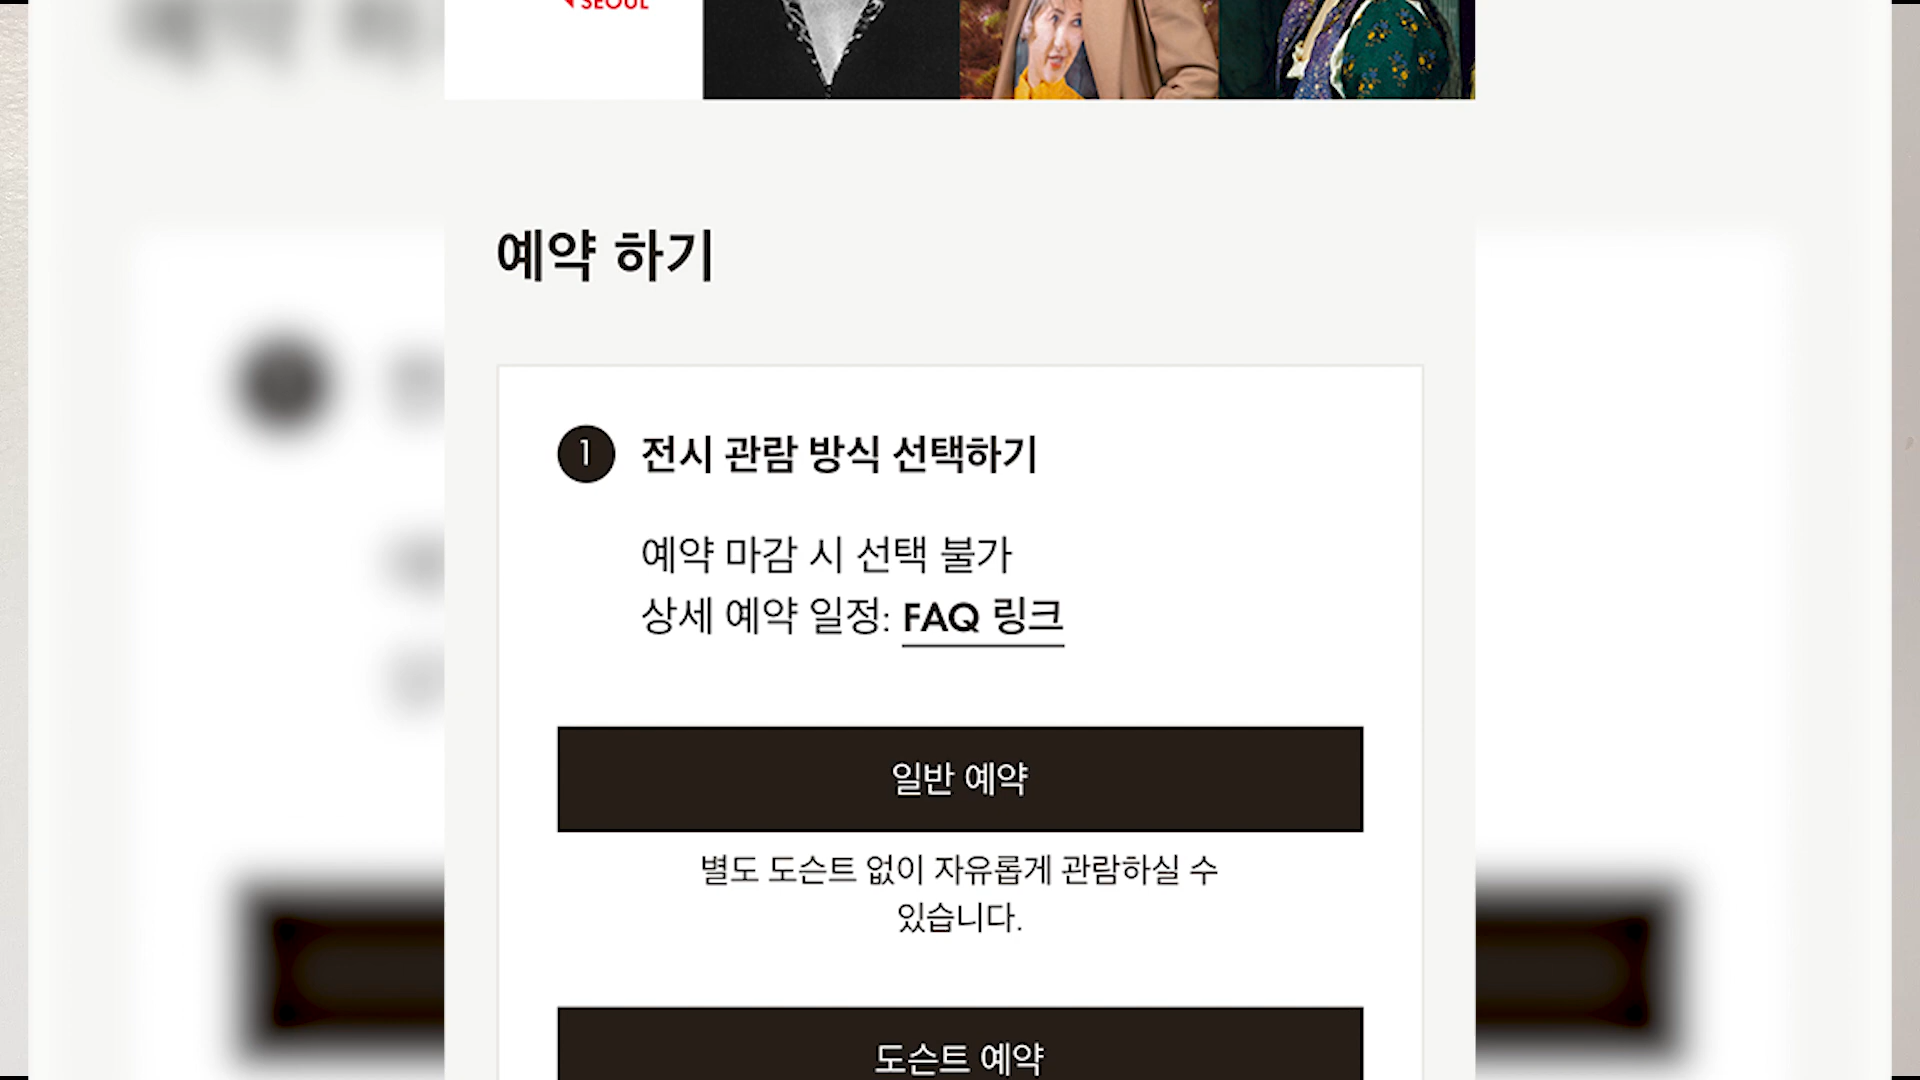 SEOUL
예약 하기
1 전시 관람 방식 선택하기
예약 마감 시 선택 불가
상세 예약 일정: FAQ 링크
일반 예약
별도 도슨트 없이 자유롭게 관람하실 수
있습니다.
도슨트 예약